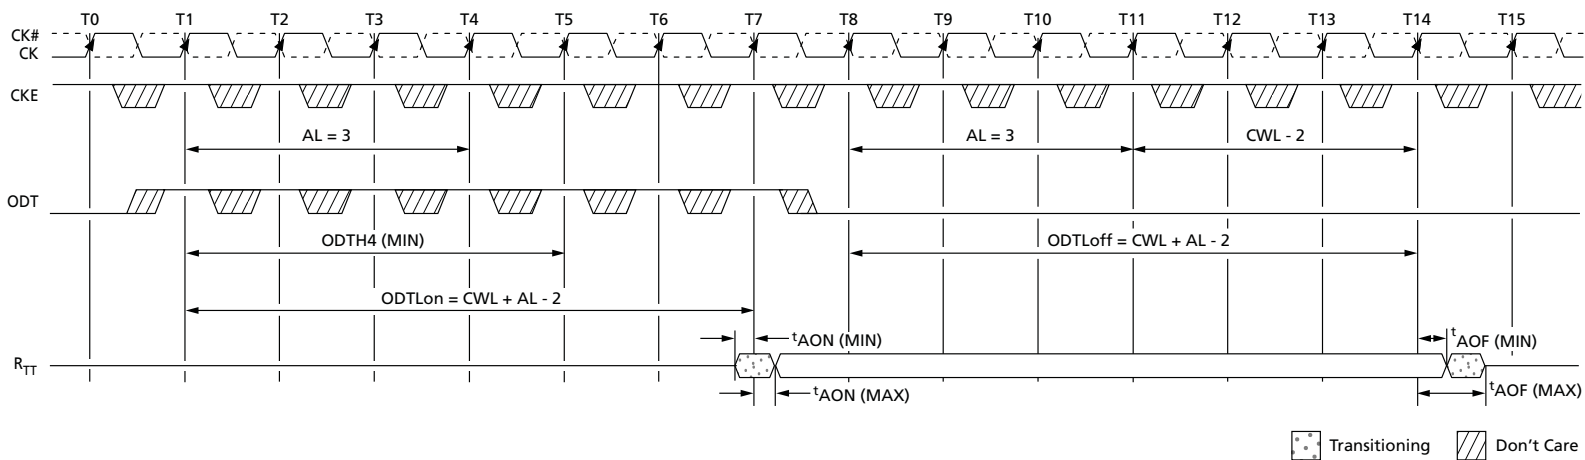 T0 T1 T2 T3 T4 T5 T6 T7 T8 T9 T10 T11 T12 T13 T14 T15
CK#
CK
CKE
AL = 3 AL = 3 CWL - 2
ODT
ODTH4 (MIN) ODTLoff = CWL + AL - 2
ODTLon = CWL + AL - 2
tAON (MIN) tAOF (MIN)
RTT
tAON (MAX) tAOF (MAX)
Transitioning Don't Care